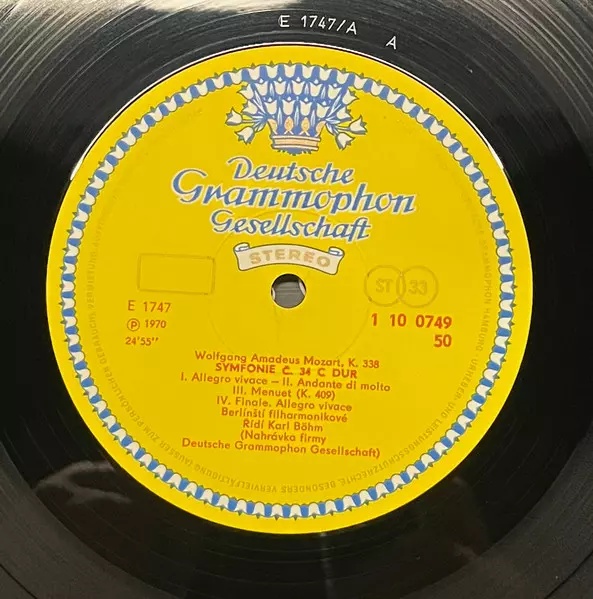 E 1747/A A
Deutsche
Grammophon
Gesellschaft
STEREO
ST 33
E 1747
℗ 1970
24'55"
1 10 0749
50
Wolfgang Amadeus Mozart, K. 338
SYMFONIE Č. 34 C DUR
I. Allegro vivace – II. Andante di molto
III. Menuet (K. 409)
IV. Finale. Allegro vivace
Berlínští filharmonikové
Řídí Karl Böhm
(Nahrávka firmy
Deutsche Grammophon Gesellschaft)